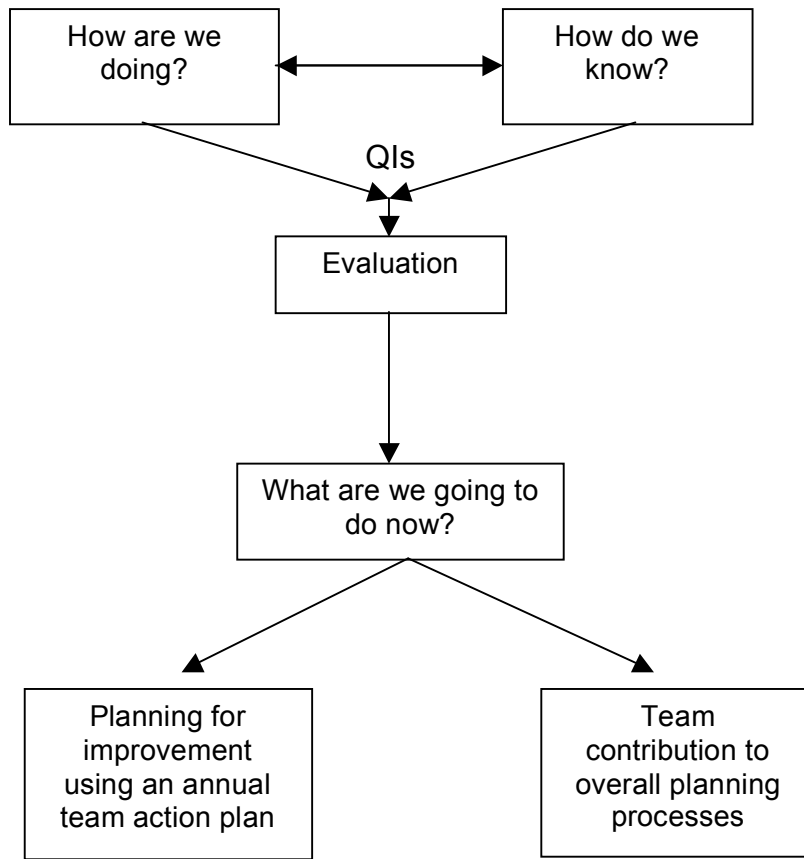 How are we
doing?
How do we
know?
QIs
Evaluation
What are we going to
do now?
Planning for
improvement
using an annual
team action plan
Team
contribution to
overall planning
processes